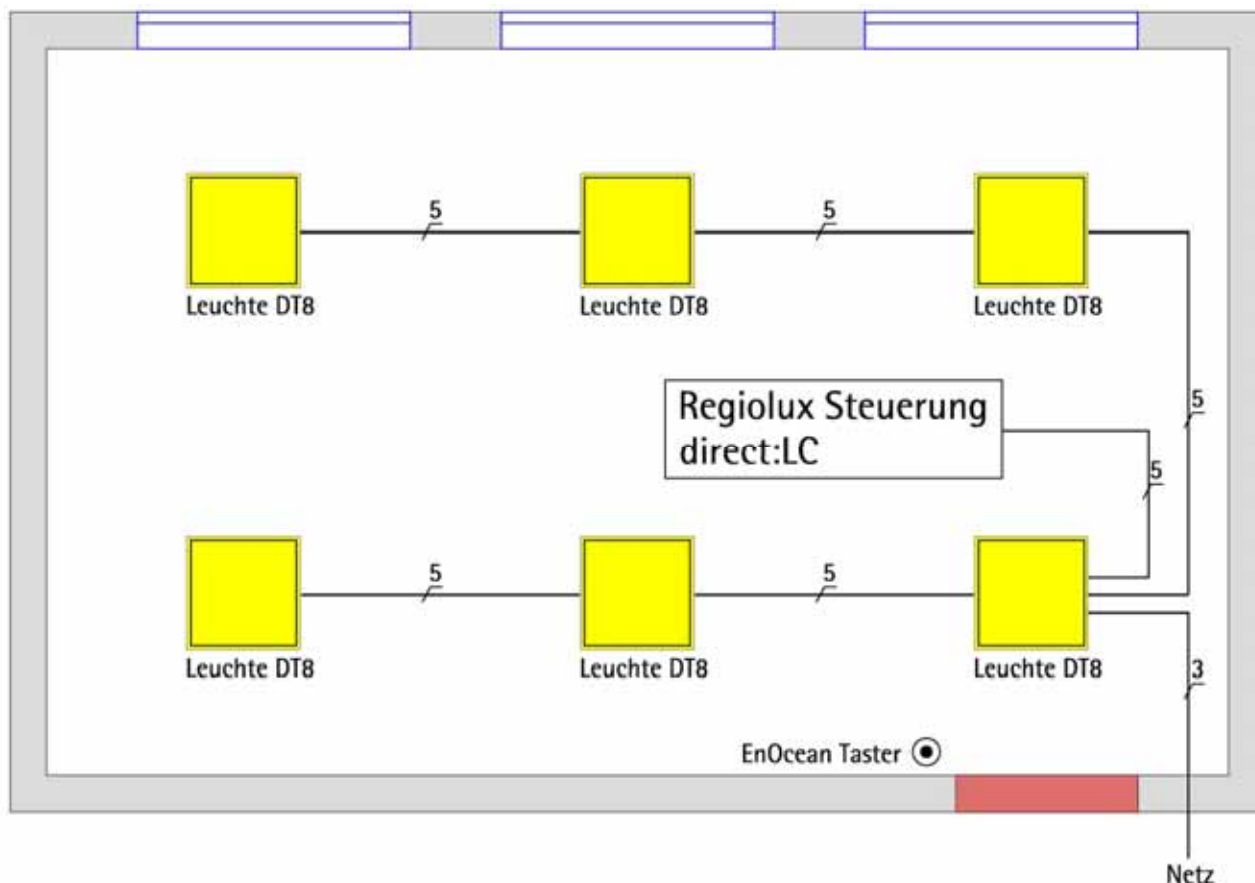 5
5
Leuchte DT8
Leuchte DT8
Leuchte DT8
Regiolux Steuerung
direct:LC
5
5
5
5
Leuchte DT8
Leuchte DT8
Leuchte DT8
3
EnOcean Taster
Netz